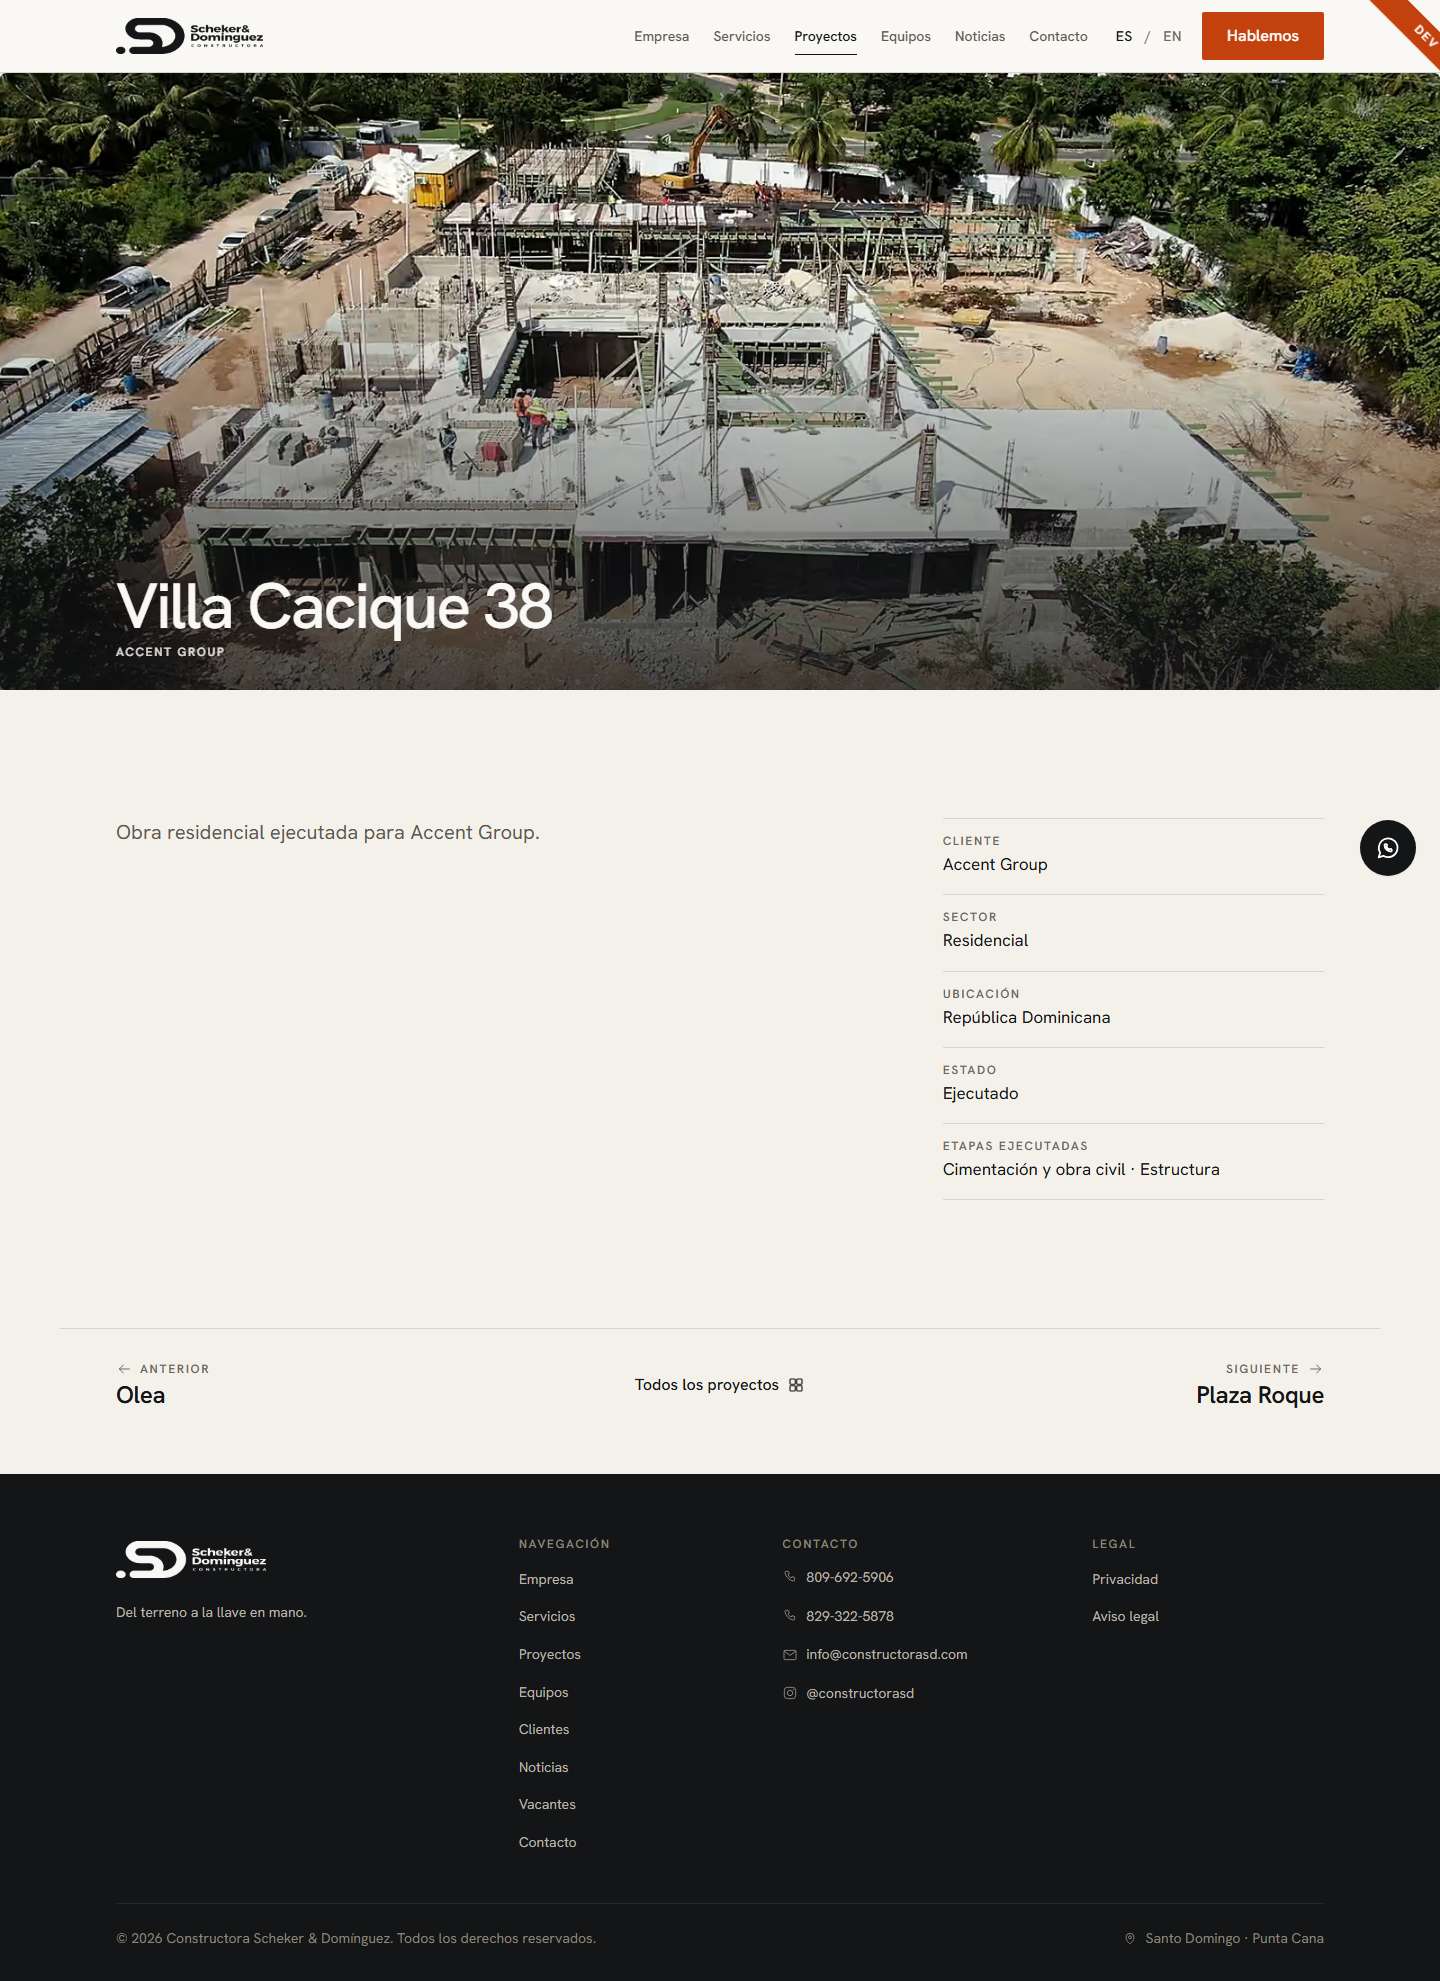 Scheker&
Domínguez
CONSTRUCTORA
Empresa
Servicios
Proyectos
Equipos
Noticias
Contacto
ES / EN
Hablemos
DEV
Villa Cacique 38
ACCENT GROUP
Obra residencial ejecutada para Accent Group.
CLIENTE
Accent Group
SECTOR
Residencial
UBICACIÓN
República Dominicana
ESTADO
Ejecutado
ETAPAS EJECUTADAS
Cimentación y obra civil · Estructura
← ANTERIOR
Olea
Todos los proyectos
SIGUIENTE →
Plaza Roque
Scheker&
Domínguez
CONSTRUCTORA
Del terreno a la llave en mano.
NAVEGACIÓN
Empresa
Servicios
Proyectos
Equipos
Clientes
Noticias
Vacantes
Contacto
CONTACTO
809-692-5906
829-322-5878
info@constructorasd.com
@constructorasd
LEGAL
Privacidad
Aviso legal
© 2026 Constructora Scheker & Domínguez. Todos los derechos reservados.
Santo Domingo · Punta Cana